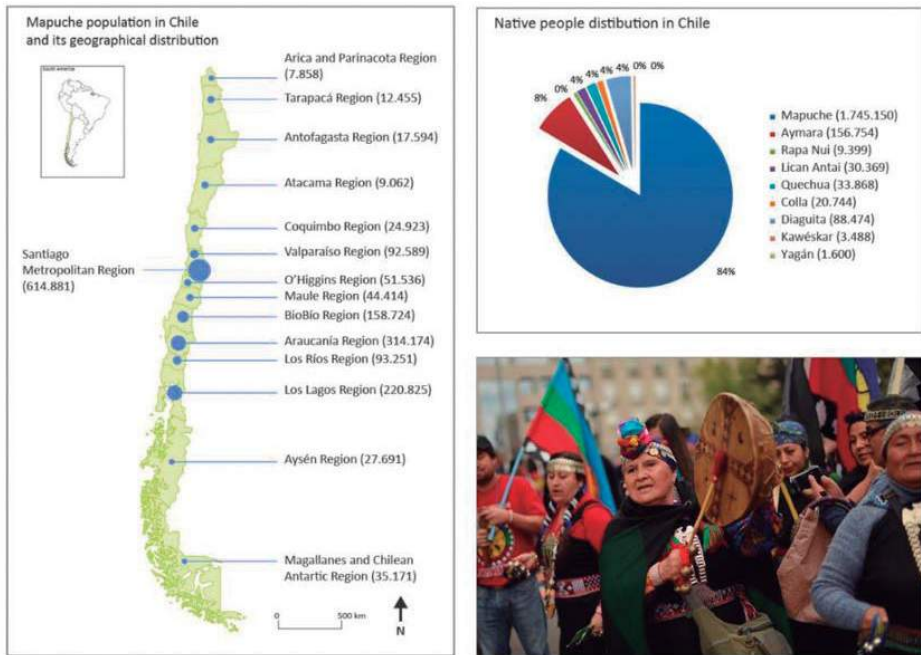 Mapuche population in Chile
and its geographical distribution
South America
Arica and Parinacota Region
(7.858)
Tarapacá Region (12.455)
Antofagasta Region (17.594)
Atacama Region (9.062)
Coquimbo Region (24.923)
Valparaíso Region (92.589)
Santiago
Metropolitan Region
(614.881)
O'Higgins Region (51.536)
Maule Region (44.414)
BíoBío Region (158.724)
Araucanía Region (314.174)
Los Ríos Region (93.251)
Los Lagos Region (220.825)
Aysén Region (27.691)
Magallanes and Chilean
Antartic Region (35.171)
0 500 km
N
Native people distibution in Chile
8%
0%
4%
4%
4%
4%
0%
0%
84%
Mapuche (1.745.150)
Aymara (156.754)
Rapa Nui (9.399)
Lican Antai (30.369)
Quechua (33.868)
Colla (20.744)
Diaguita (88.474)
Kawéskar (3.488)
Yagán (1.600)